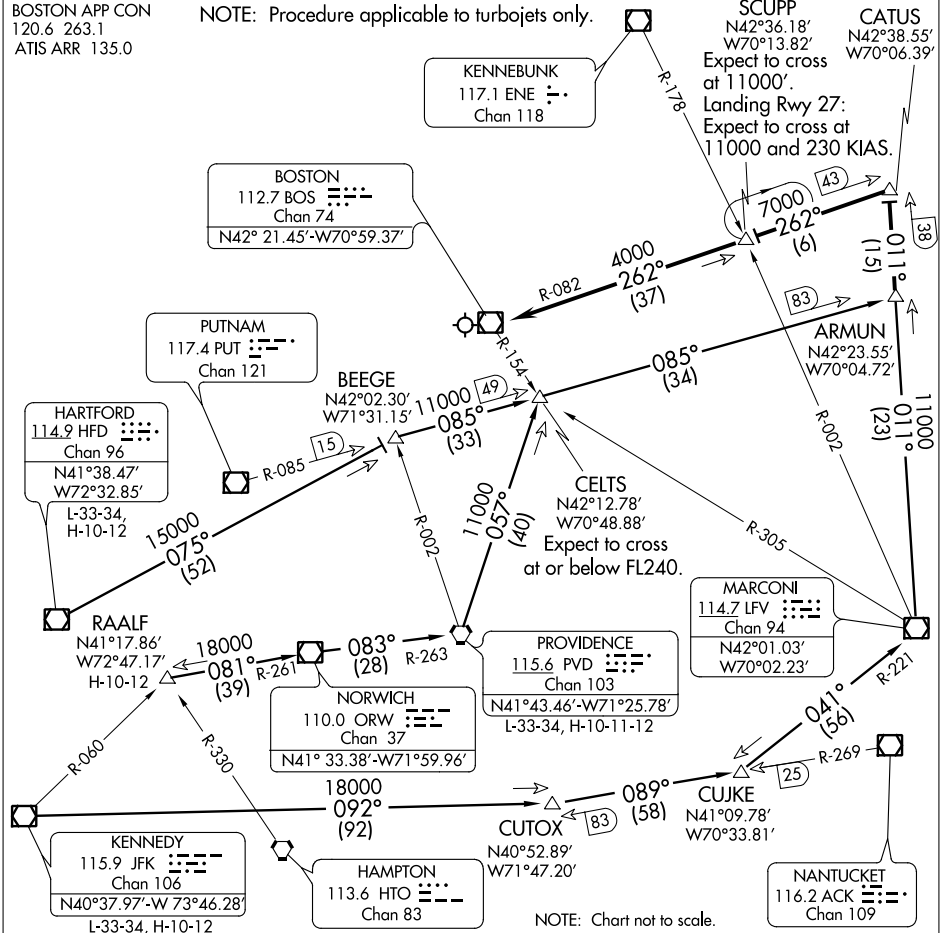 BOSTON APP CON
120.6 263.1
ATIS ARR 135.0
NOTE: Procedure applicable to turbojets only.
SCUPP
N42°36.18'
W70°13.82'
Expect to cross
at 11000'.
Landing Rwy 27:
Expect to cross at
11000 and 230 KIAS.
CATUS
N42°38.55'
W70°06.39'
KENNEBUNK
117.1 ENE
Chan 118
R-178
BOSTON
112.7 BOS
Chan 74
N42° 21.45'-W70°59.37'
7000
262°
(6)
43
38
011°
(15)
4000
262°
(37)
R-082
83
ARMUN
N42°23.55'
W70°04.72'
PUTNAM
117.4 PUT
Chan 121
R-154
085°
(34)
BEEGE
N42°02.30'
W71°31.15'
11000
085°
(33)
49
R-002
11000
011°
(23)
HARTFORD
114.9 HFD
Chan 96
N41°38.47'
W72°32.85'
L-33-34,
H-10-12
R-085
15
CELTS
N42°12.78'
W70°48.88'
Expect to cross
at or below FL240.
R-002
11000
057°
(40)
R-305
15000
075°
(52)
MARCONI
114.7 LFV
Chan 94
N42°01.03'
W70°02.23'
RAALF
N41°17.86'
W72°47.17'
H-10-12
18000
081°
(39)
R-261
083°
(28)
R-263
PROVIDENCE
115.6 PVD
Chan 103
N41°43.46'-W71°25.78'
L-33-34, H-10-11-12
NORWICH
110.0 ORW
Chan 37
N41° 33.38'-W71°59.96'
R-221
041°
(56)
R-269
25
R-060
R-330
18000
092°
(92)
83
089°
(58)
CUTOX
N40°52.89'
W71°47.20'
CUJKE
N41°09.78'
W70°33.81'
KENNEDY
115.9 JFK
Chan 106
N40°37.97'-W 73°46.28'
L-33-34, H-10-12
HAMPTON
113.6 HTO
Chan 83
NANTUCKET
116.2 ACK
Chan 109
NOTE: Chart not to scale.